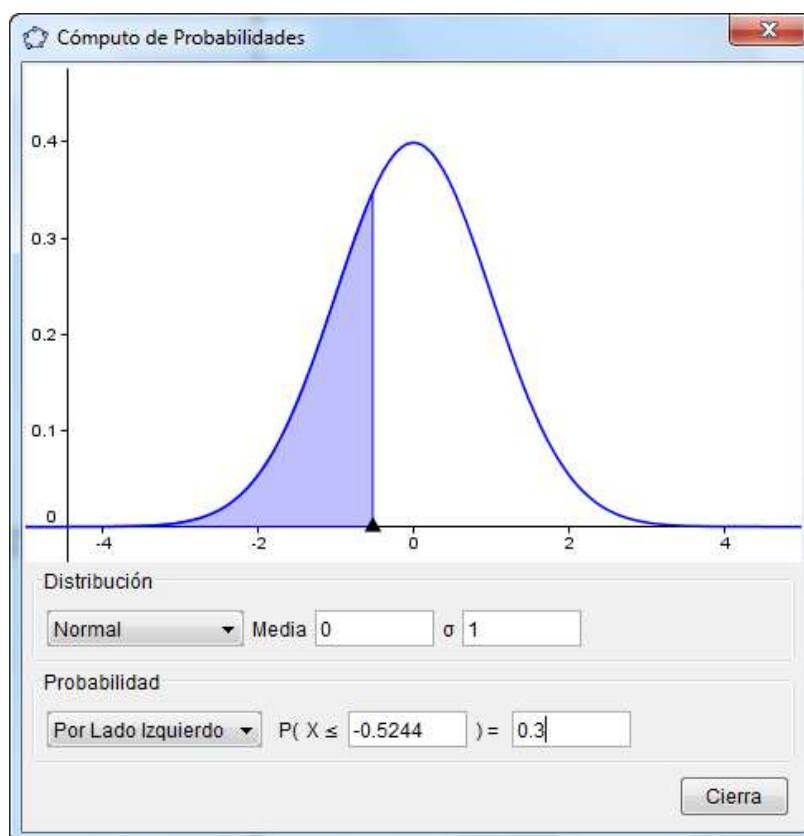 Cómputo de Probabilidades
0.4
0.3
0.2
0.1
0
-4 -2 0 2 4
Distribución
Normal Media 0 σ 1
Probabilidad
Por Lado Izquierdo P( X ≤ -0.5244 ) = 0.3
Cierra